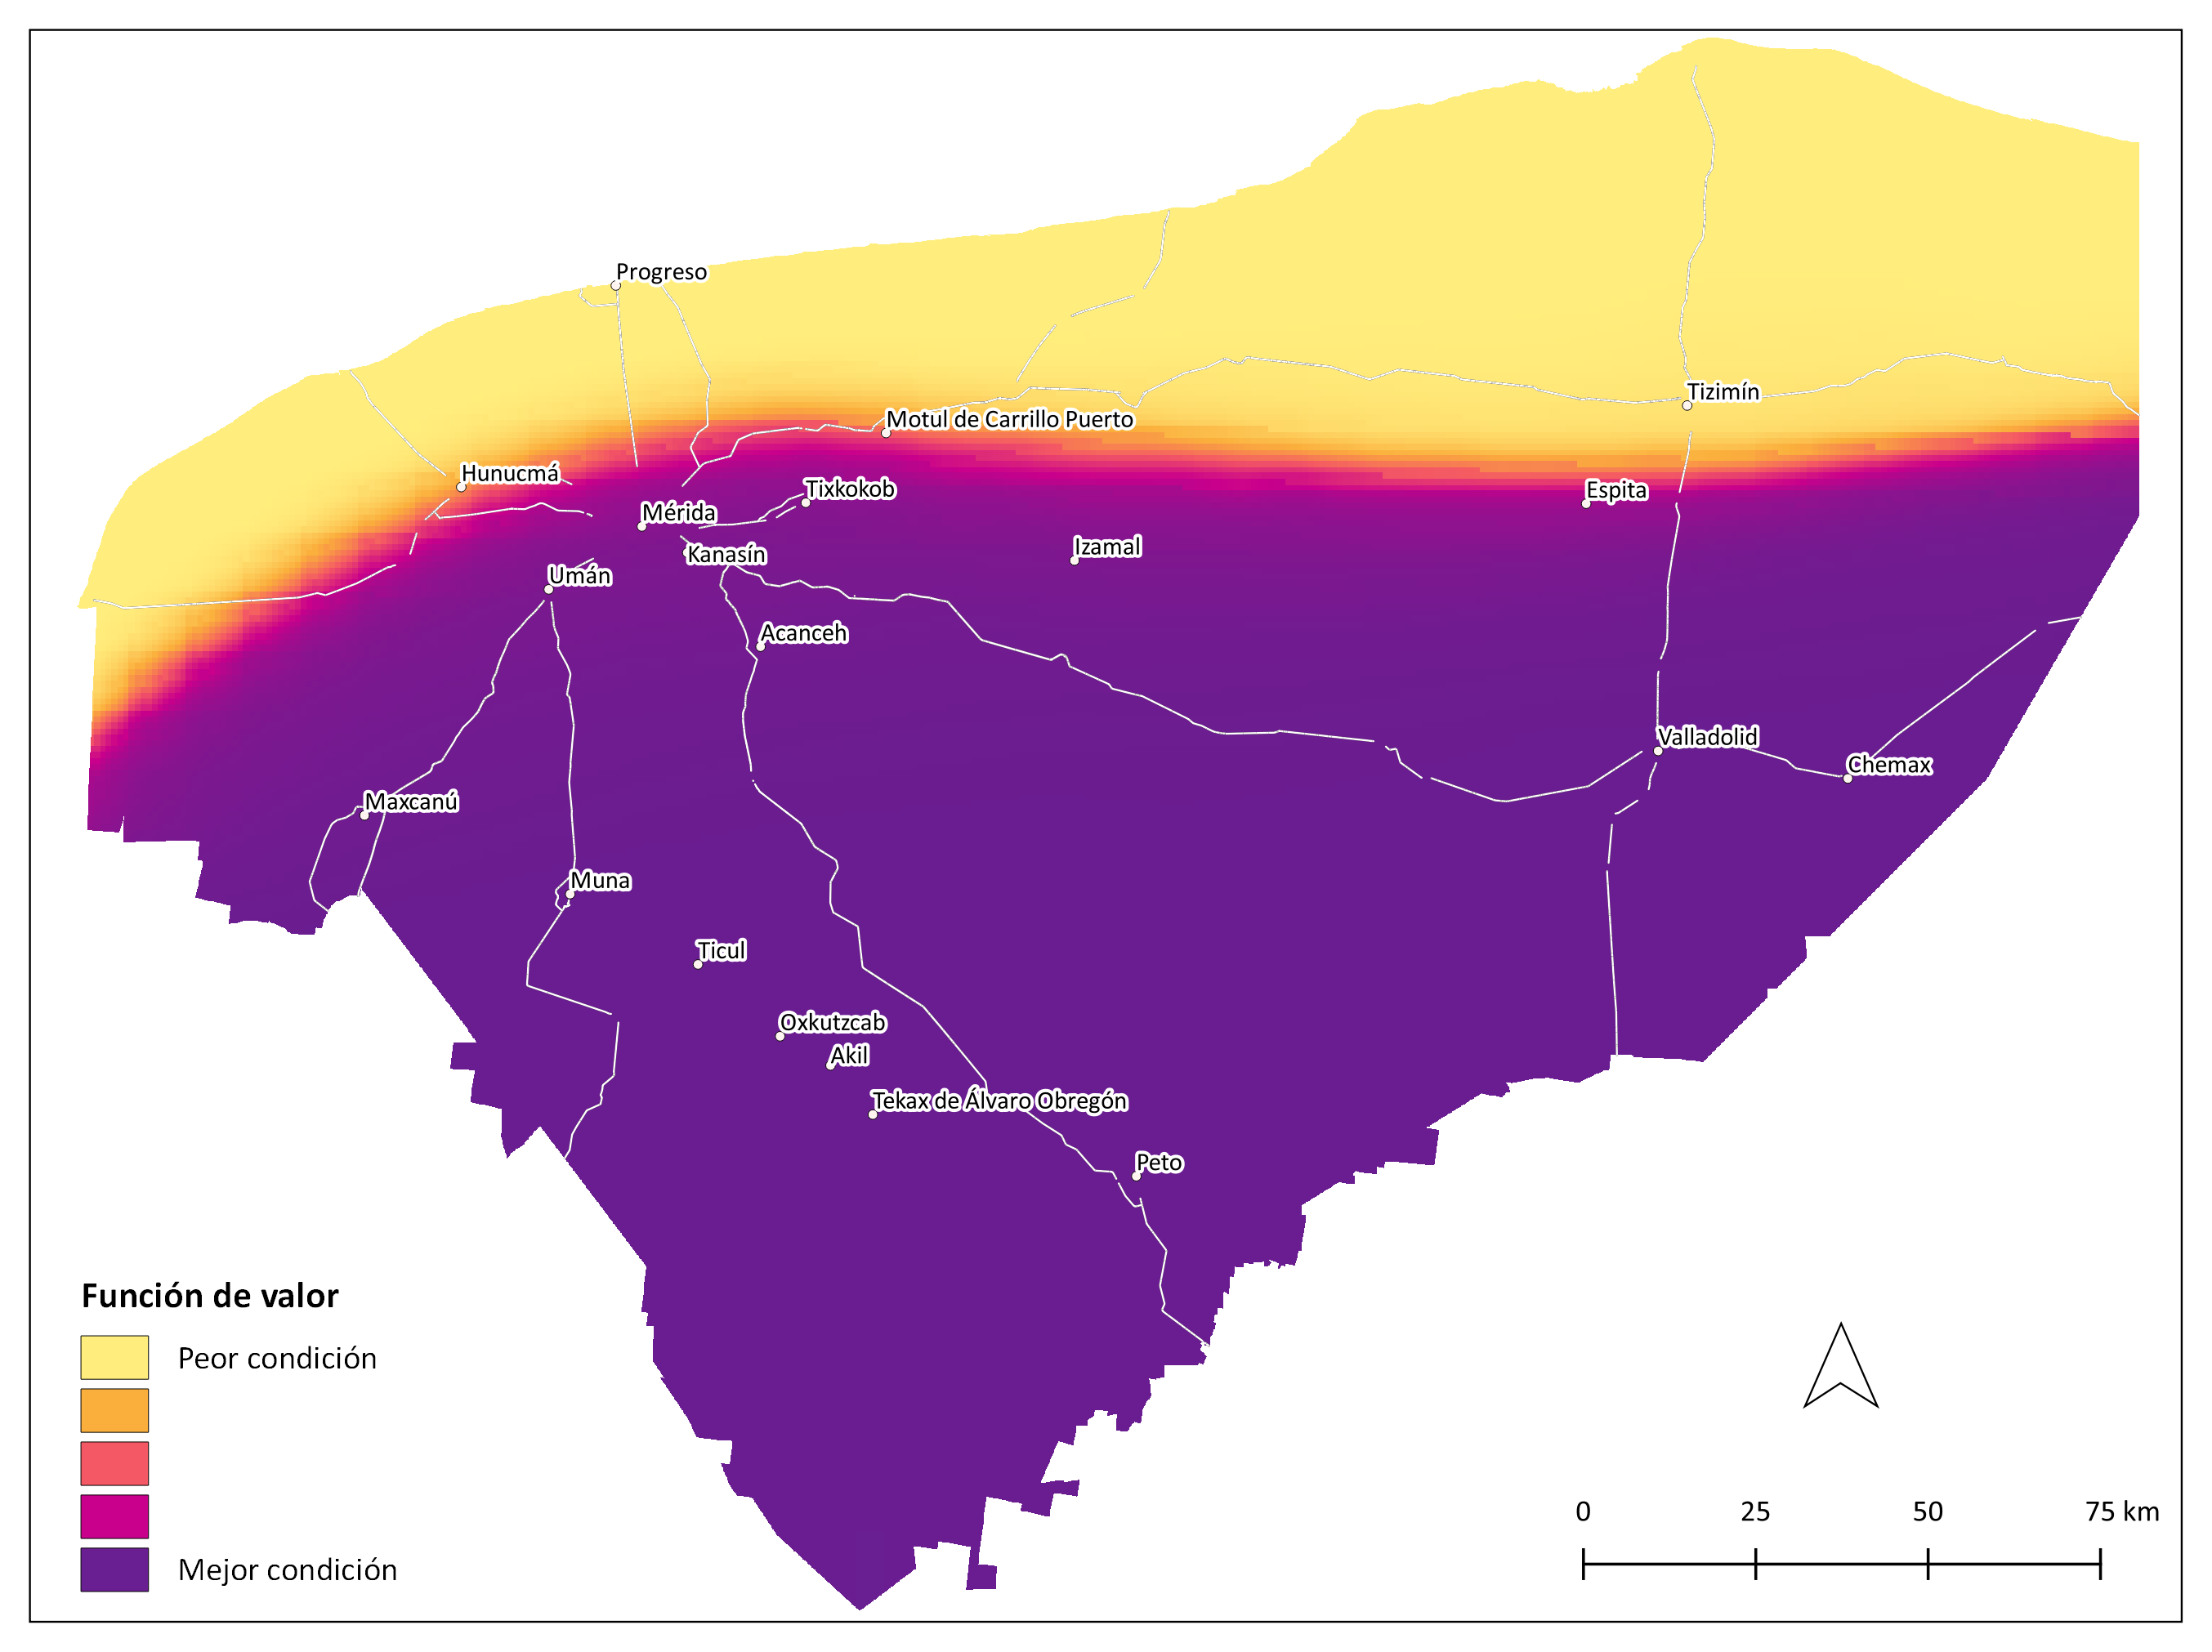 Progreso
Tizimín
Motul de Carrillo Puerto
Hunucmá
Tixkokob
Espita
Mérida
Kanasín
Izamal
Umán
Acanceh
Valladolid
Chemax
Maxcanú
Muna
Ticul
Oxkutzcab
Akil
Tekax de Álvaro Obregón
Peto
Función de valor
Peor condición
Mejor condición
0 25 50 75 km